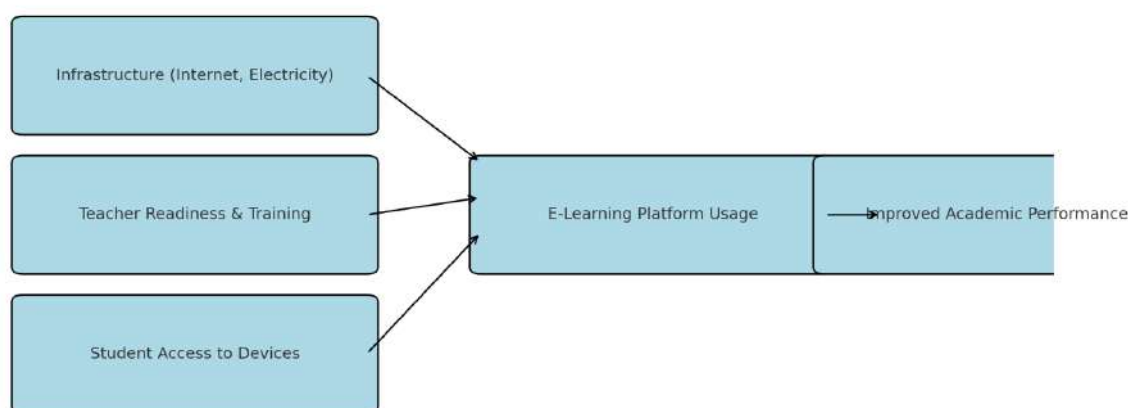 Infrastructure (Internet, Electricity)
Teacher Readiness & Training
E-Learning Platform Usage
Improved Academic Performance
Student Access to Devices